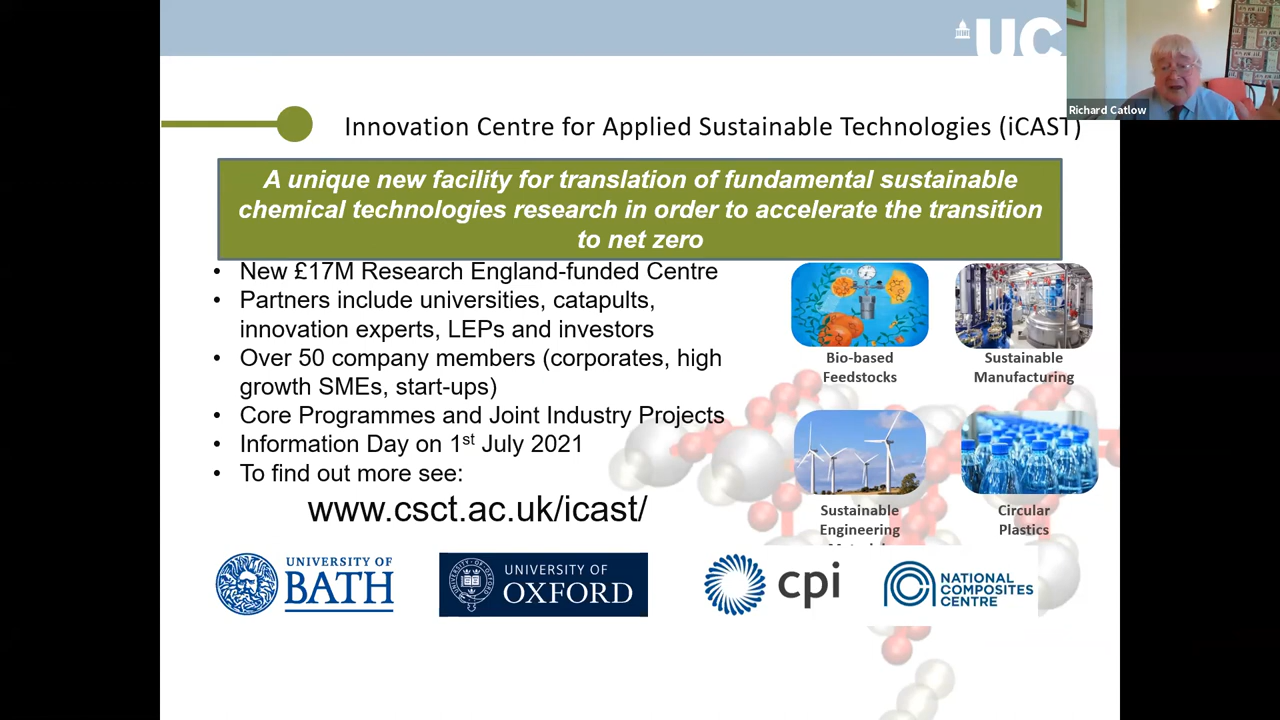 UC
Richard Catlow
Innovation Centre for Applied Sustainable Technologies (iCAST)
A unique new facility for translation of fundamental sustainable
chemical technologies research in order to accelerate the transition
to net zero
• New £17M Research England-funded Centre
• Partners include universities, catapults,
innovation experts, LEPs and investors
• Over 50 company members (corporates, high
growth SMEs, start-ups)
• Core Programmes and Joint Industry Projects
• Information Day on 1st July 2021
• To find out more see:
www.csct.ac.uk/icast/
CO
Bio-based
Feedstocks
Sustainable
Manufacturing
Sustainable
Engineering
Circular
Plastics
UNIVERSITY OF
BATH
UNIVERSITY OF
OXFORD
cpi
NATIONAL
COMPOSITES
CENTRE